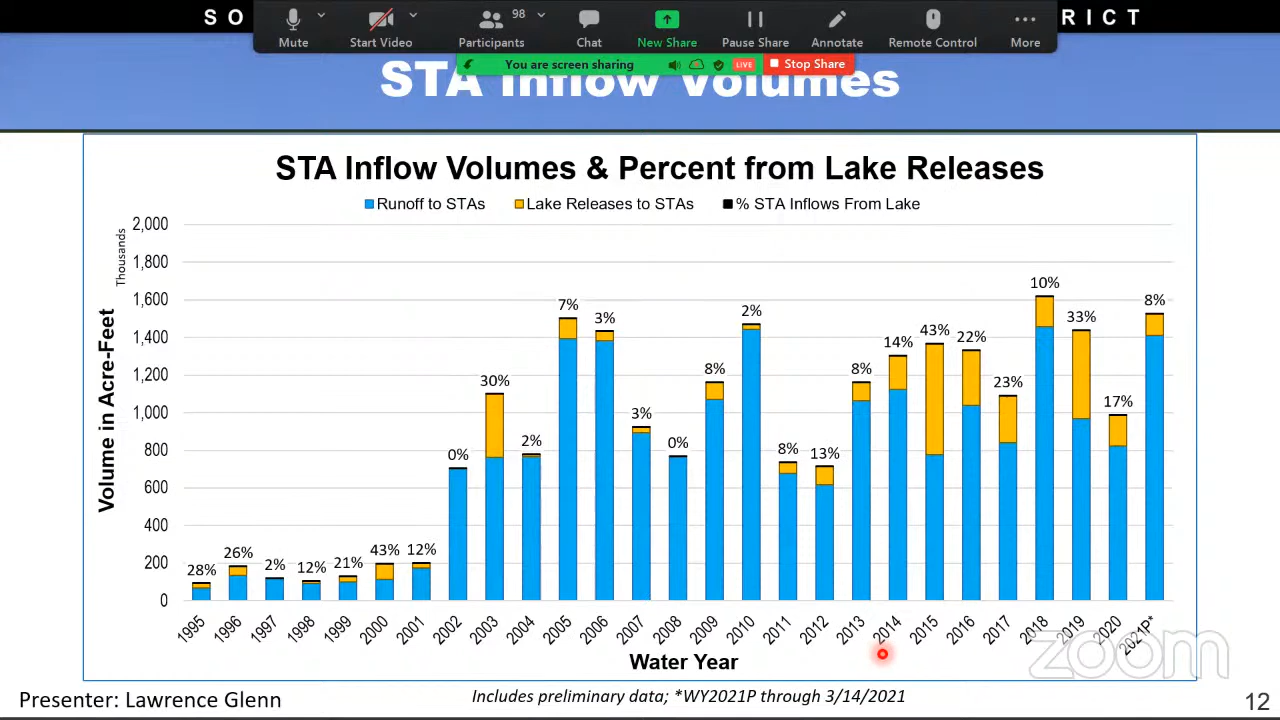 SO
RICT
98
Mute
Start Video
Participants
Chat
New Share
Pause Share
Annotate
Remote Control
More
You are screen sharing
LIVE
Stop Share
STA Inflow Volumes
STA Inflow Volumes & Percent from Lake Releases
Runoff to STAs
Lake Releases to STAs
% STA Inflows From Lake
Volume in Acre-Feet
Thousands
2,000
1,800
1,600
1,400
1,200
1,000
800
600
400
200
0
28%
26%
2%
12%
21%
43%
12%
0%
30%
2%
7%
3%
3%
0%
8%
2%
8%
13%
8%
14%
43%
22%
23%
10%
33%
17%
8%
1995
1996
1997
1998
1999
2000
2001
2002
2003
2004
2005
2006
2007
2008
2009
2010
2011
2012
2013
2014
2015
2016
2017
2018
2019
2020
2021P*
Water Year
zoom
Presenter: Lawrence Glenn
Includes preliminary data; *WY2021P through 3/14/2021
12